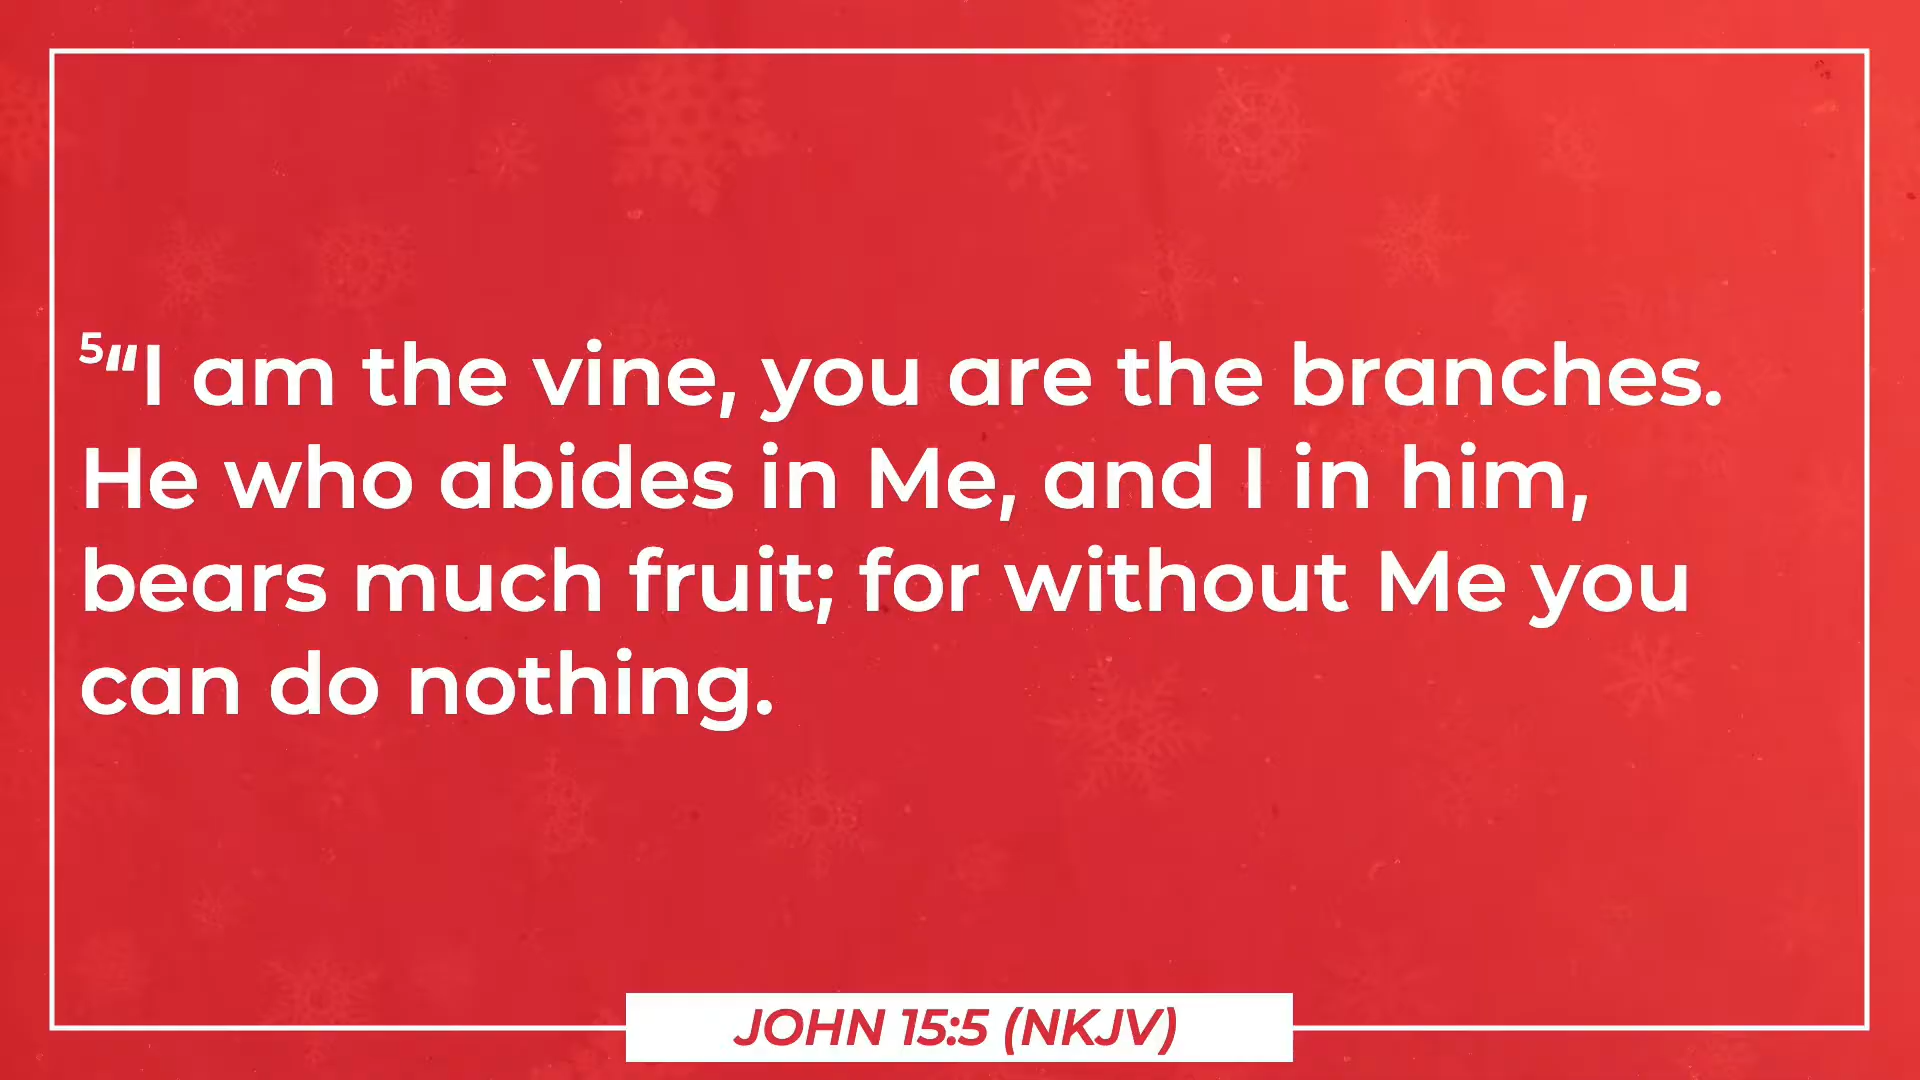 ⁵“I am the vine, you are the branches.
He who abides in Me, and I in him,
bears much fruit; for without Me you
can do nothing.
JOHN 15:5 (NKJV)